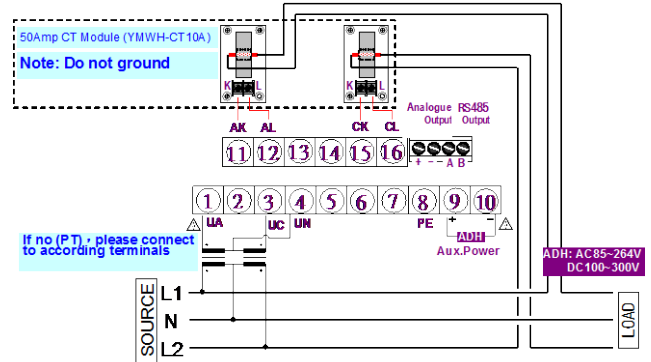 50Amp CT Module (YMWH-CT10A)
Note: Do not ground
K L
K L
AK AL CK CL
Analogue RS485
Output Output
11 12 13 14 15 16
+ - - A B
1 2 3 4 5 6 7 8 9 10
UA UC UN PE + -
ADH
Aux.Power
If no (PT), please connect
to according terminals
ADH: AC85~264V
DC100~300V
SOURCE
L1
N
L2
LOAD